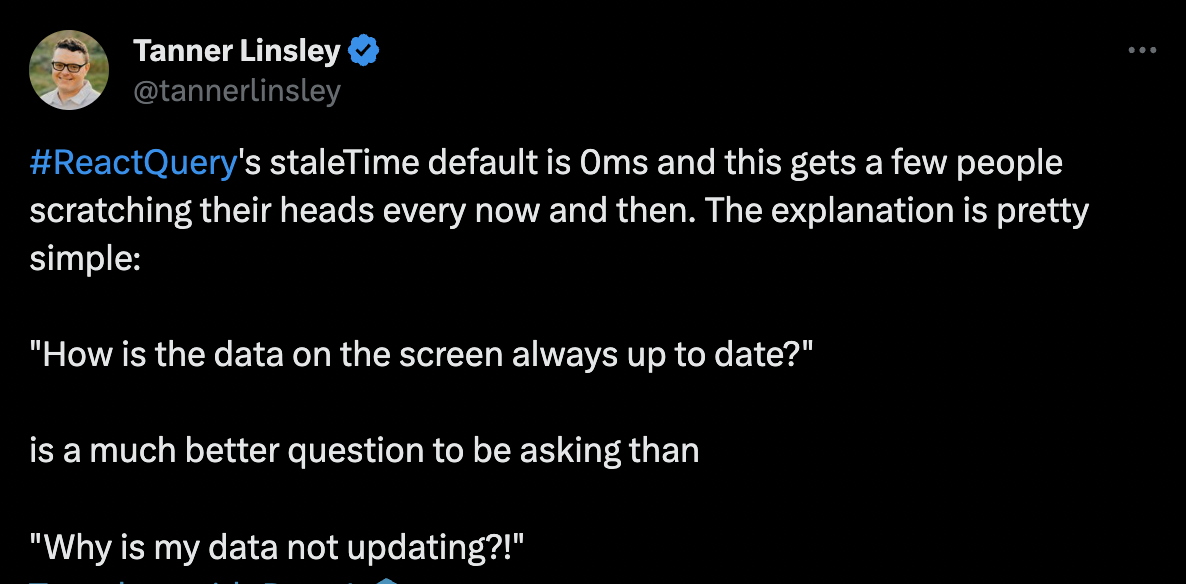 Tanner Linsley
@tannerlinsley
#ReactQuery's staleTime default is 0ms and this gets a few people
scratching their heads every now and then. The explanation is pretty
simple:
"How is the data on the screen always up to date?"
is a much better question to be asking than
"Why is my data not updating?!"